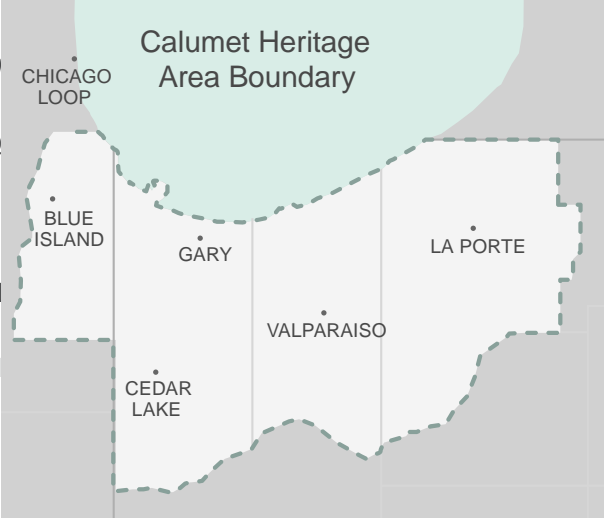 Calumet Heritage
Area Boundary
CHICAGO
LOOP
BLUE
ISLAND
GARY
LA PORTE
VALPARAISO
CEDAR
LAKE